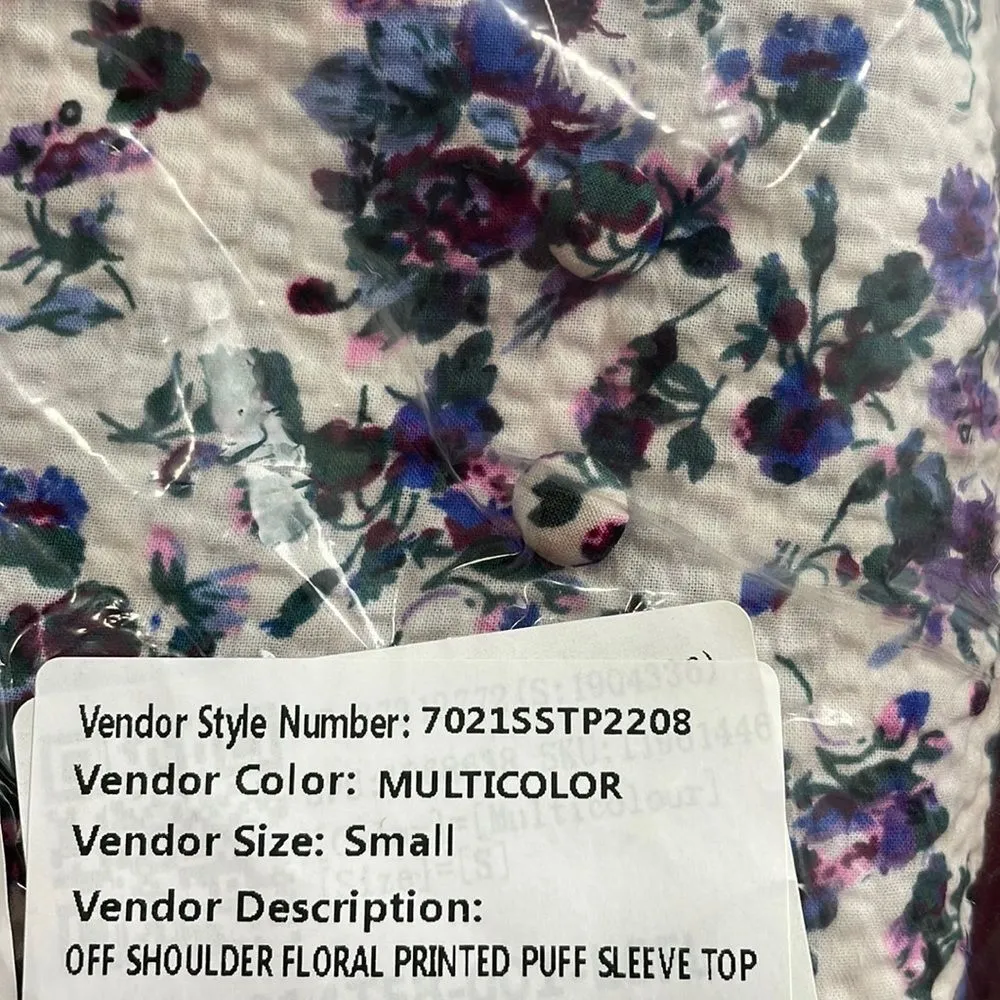 Vendor Style Number: 7021SSTP2208
Vendor Color: MULTICOLOR
Vendor Size: Small
Vendor Description:
OFF SHOULDER FLORAL PRINTED PUFF SLEEVE TOP